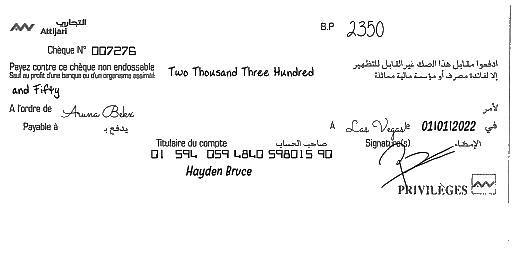 التجاري
Attijari
B.P 2350
Chèque N° 007276
Payez contre ce chèque non endossable
Sauf au profit d'une banque ou d'un organisme assimilé
Two Thousand Three Hundred
ادفعوا مقابل هذا الصك غير القابل للتظهير
إلا لفائدة مصرف أو مؤسسة مالية مماثلة
and Fifty
A l'ordre de Aruna Belex لأمر
Payable à يدفع بـ
A Las Vegas le 01/01/2022 في
Titulaire du compte صاحب الحساب
Signature(s) الإمضاء
01 594 059 4840 598015 90
Hayden Bruce
PRIVILÈGES